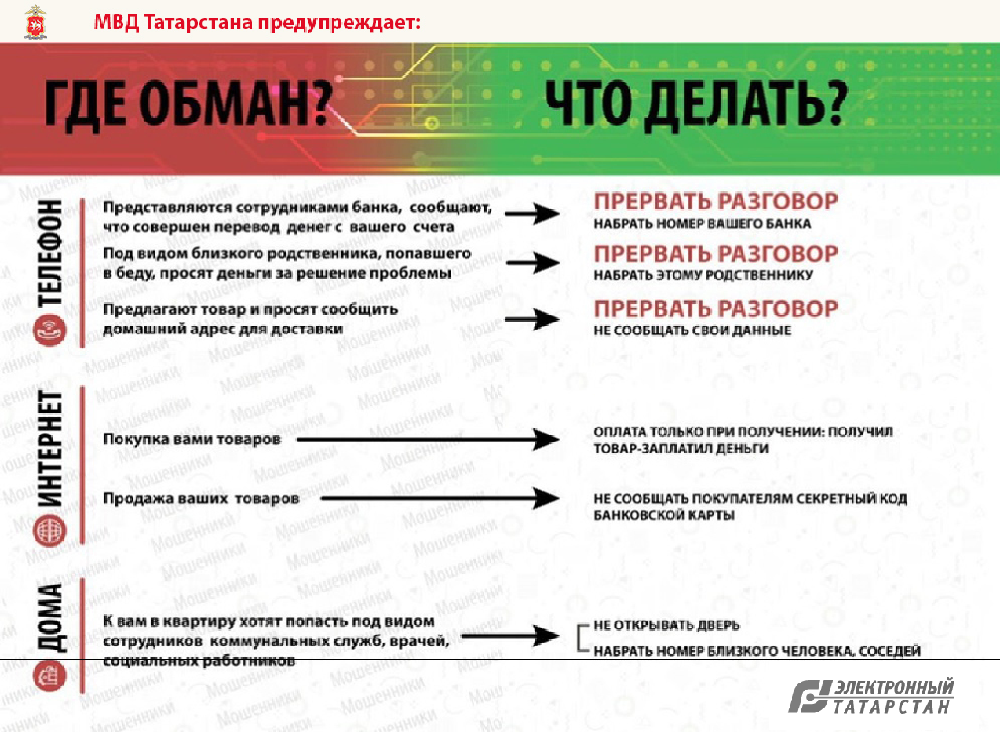 МВД Татарстана предупреждает:
ГДЕ ОБМАН?
ЧТО ДЕЛАТЬ?
ТЕЛЕФОН
Представляются сотрудниками банка, сообщают,
что совершен перевод денег с вашего счета
ПРЕРВАТЬ РАЗГОВОР
НАБРАТЬ НОМЕР ВАШЕГО БАНКА
Под видом близкого родственника, попавшего
в беду, просят деньги за решение проблемы
ПРЕРВАТЬ РАЗГОВОР
НАБРАТЬ ЭТОМУ РОДСТВЕННИКУ
Предлагают товар и просят сообщить
домашний адрес для доставки
ПРЕРВАТЬ РАЗГОВОР
НЕ СООБЩАТЬ СВОИ ДАННЫЕ
ИНТЕРНЕТ
Покупка вами товаров
ОПЛАТА ТОЛЬКО ПРИ ПОЛУЧЕНИИ: ПОЛУЧИЛ
ТОВАР-ЗАПЛАТИЛ ДЕНЬГИ
Продажа ваших товаров
НЕ СООБЩАТЬ ПОКУПАТЕЛЯМ СЕКРЕТНЫЙ КОД
БАНКОВСКОЙ КАРТЫ
ДОМА
К вам в квартиру хотят попасть под видом
сотрудников коммунальных служб, врачей,
социальных работников
НЕ ОТКРЫВАТЬ ДВЕРЬ
НАБРАТЬ НОМЕР БЛИЗКОГО ЧЕЛОВЕКА, СОСЕДЕЙ
ЭЛЕКТРОННЫЙ
ТАТАРСТАН
Мошенники